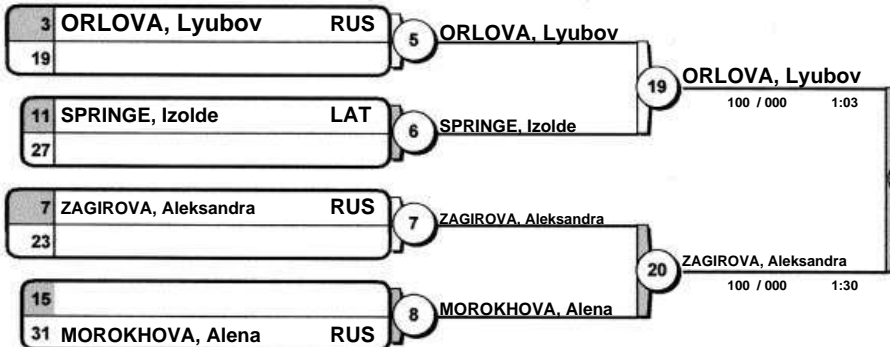 3 ORLOVA, Lyubov RUS
19
5
ORLOVA, Lyubov
11 SPRINGE, Izolde LAT
27
6
SPRINGE, Izolde
19
ORLOVA, Lyubov
100 / 000 1:03
7 ZAGIROVA, Aleksandra RUS
23
7
ZAGIROVA, Aleksandra
15
31 MOROKHOVA, Alena RUS
8
MOROKHOVA, Alena
20
ZAGIROVA, Aleksandra
100 / 000 1:30